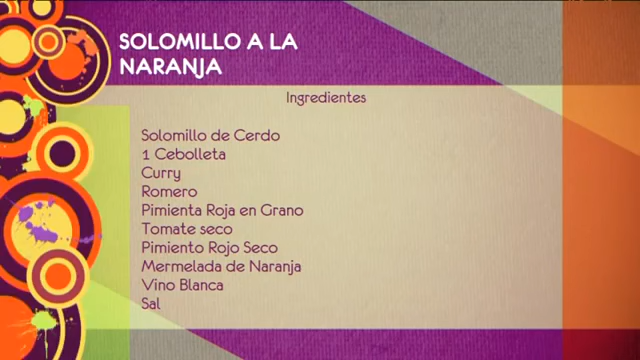 SOLOMILLO A LA
NARANJA
Ingredientes
Solomillo de Cerdo
1 Cebolleta
Curry
Romero
Pimienta Roja en Grano
Tomate seco
Pimiento Rojo Seco
Mermelada de Naranja
Vino Blanca
Sal